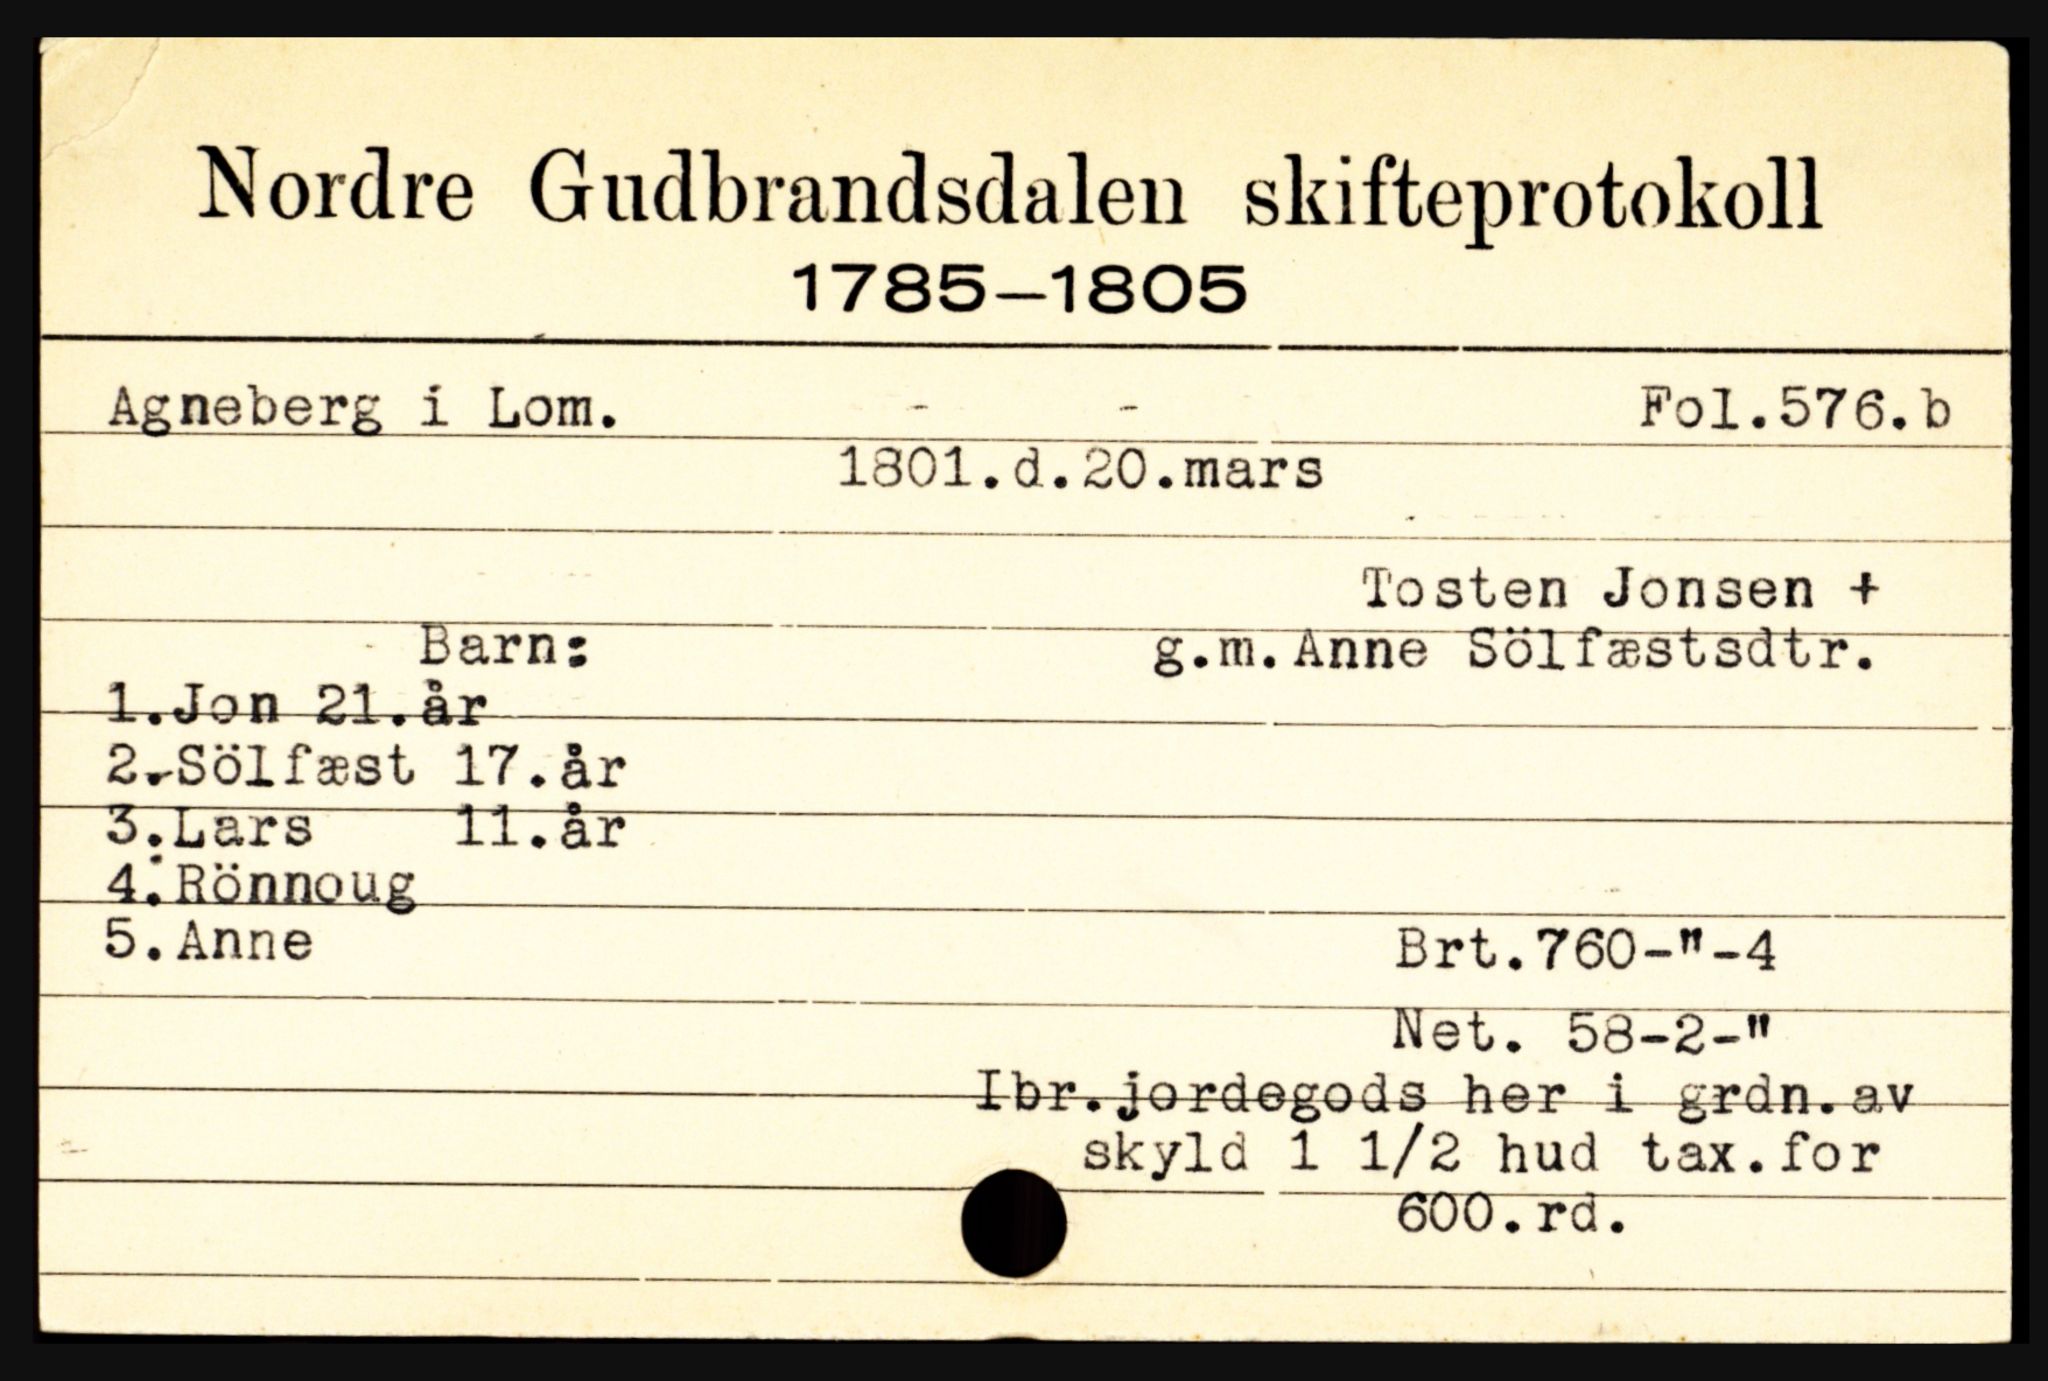 Nordre Gudbrandsdalen skifteprotokoll
1785–1805
Agneberg i Lom. - - Fol.576.b
1801.d.20.mars
Tosten Jonsen +
g.m.Anne Sölfæstsdtr.
Barn:
1.Jon 21.år
2.Sölfæst 17.år
3.Lars 11.år
4.Rönnoug
5.Anne
Brt.760-"-4
Net. 58-2-"
Ibr.jordegods her i grdn.av
skyld 1 1/2 hud tax.for
600.rd.